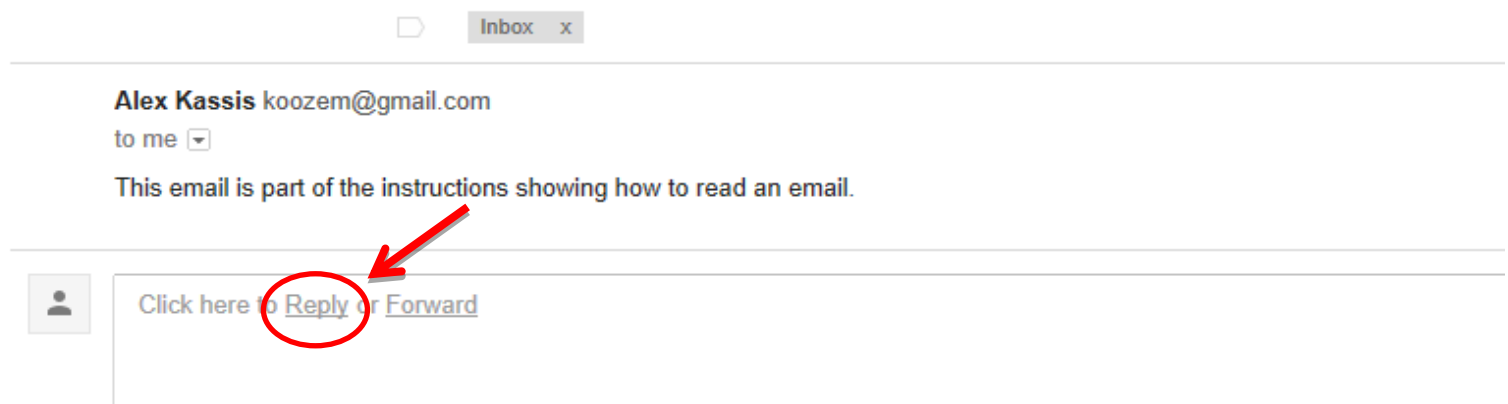 Inbox x
Alex Kassis koozem@gmail.com
to me
This email is part of the instructions showing how to read an email.
Click here to Reply or Forward